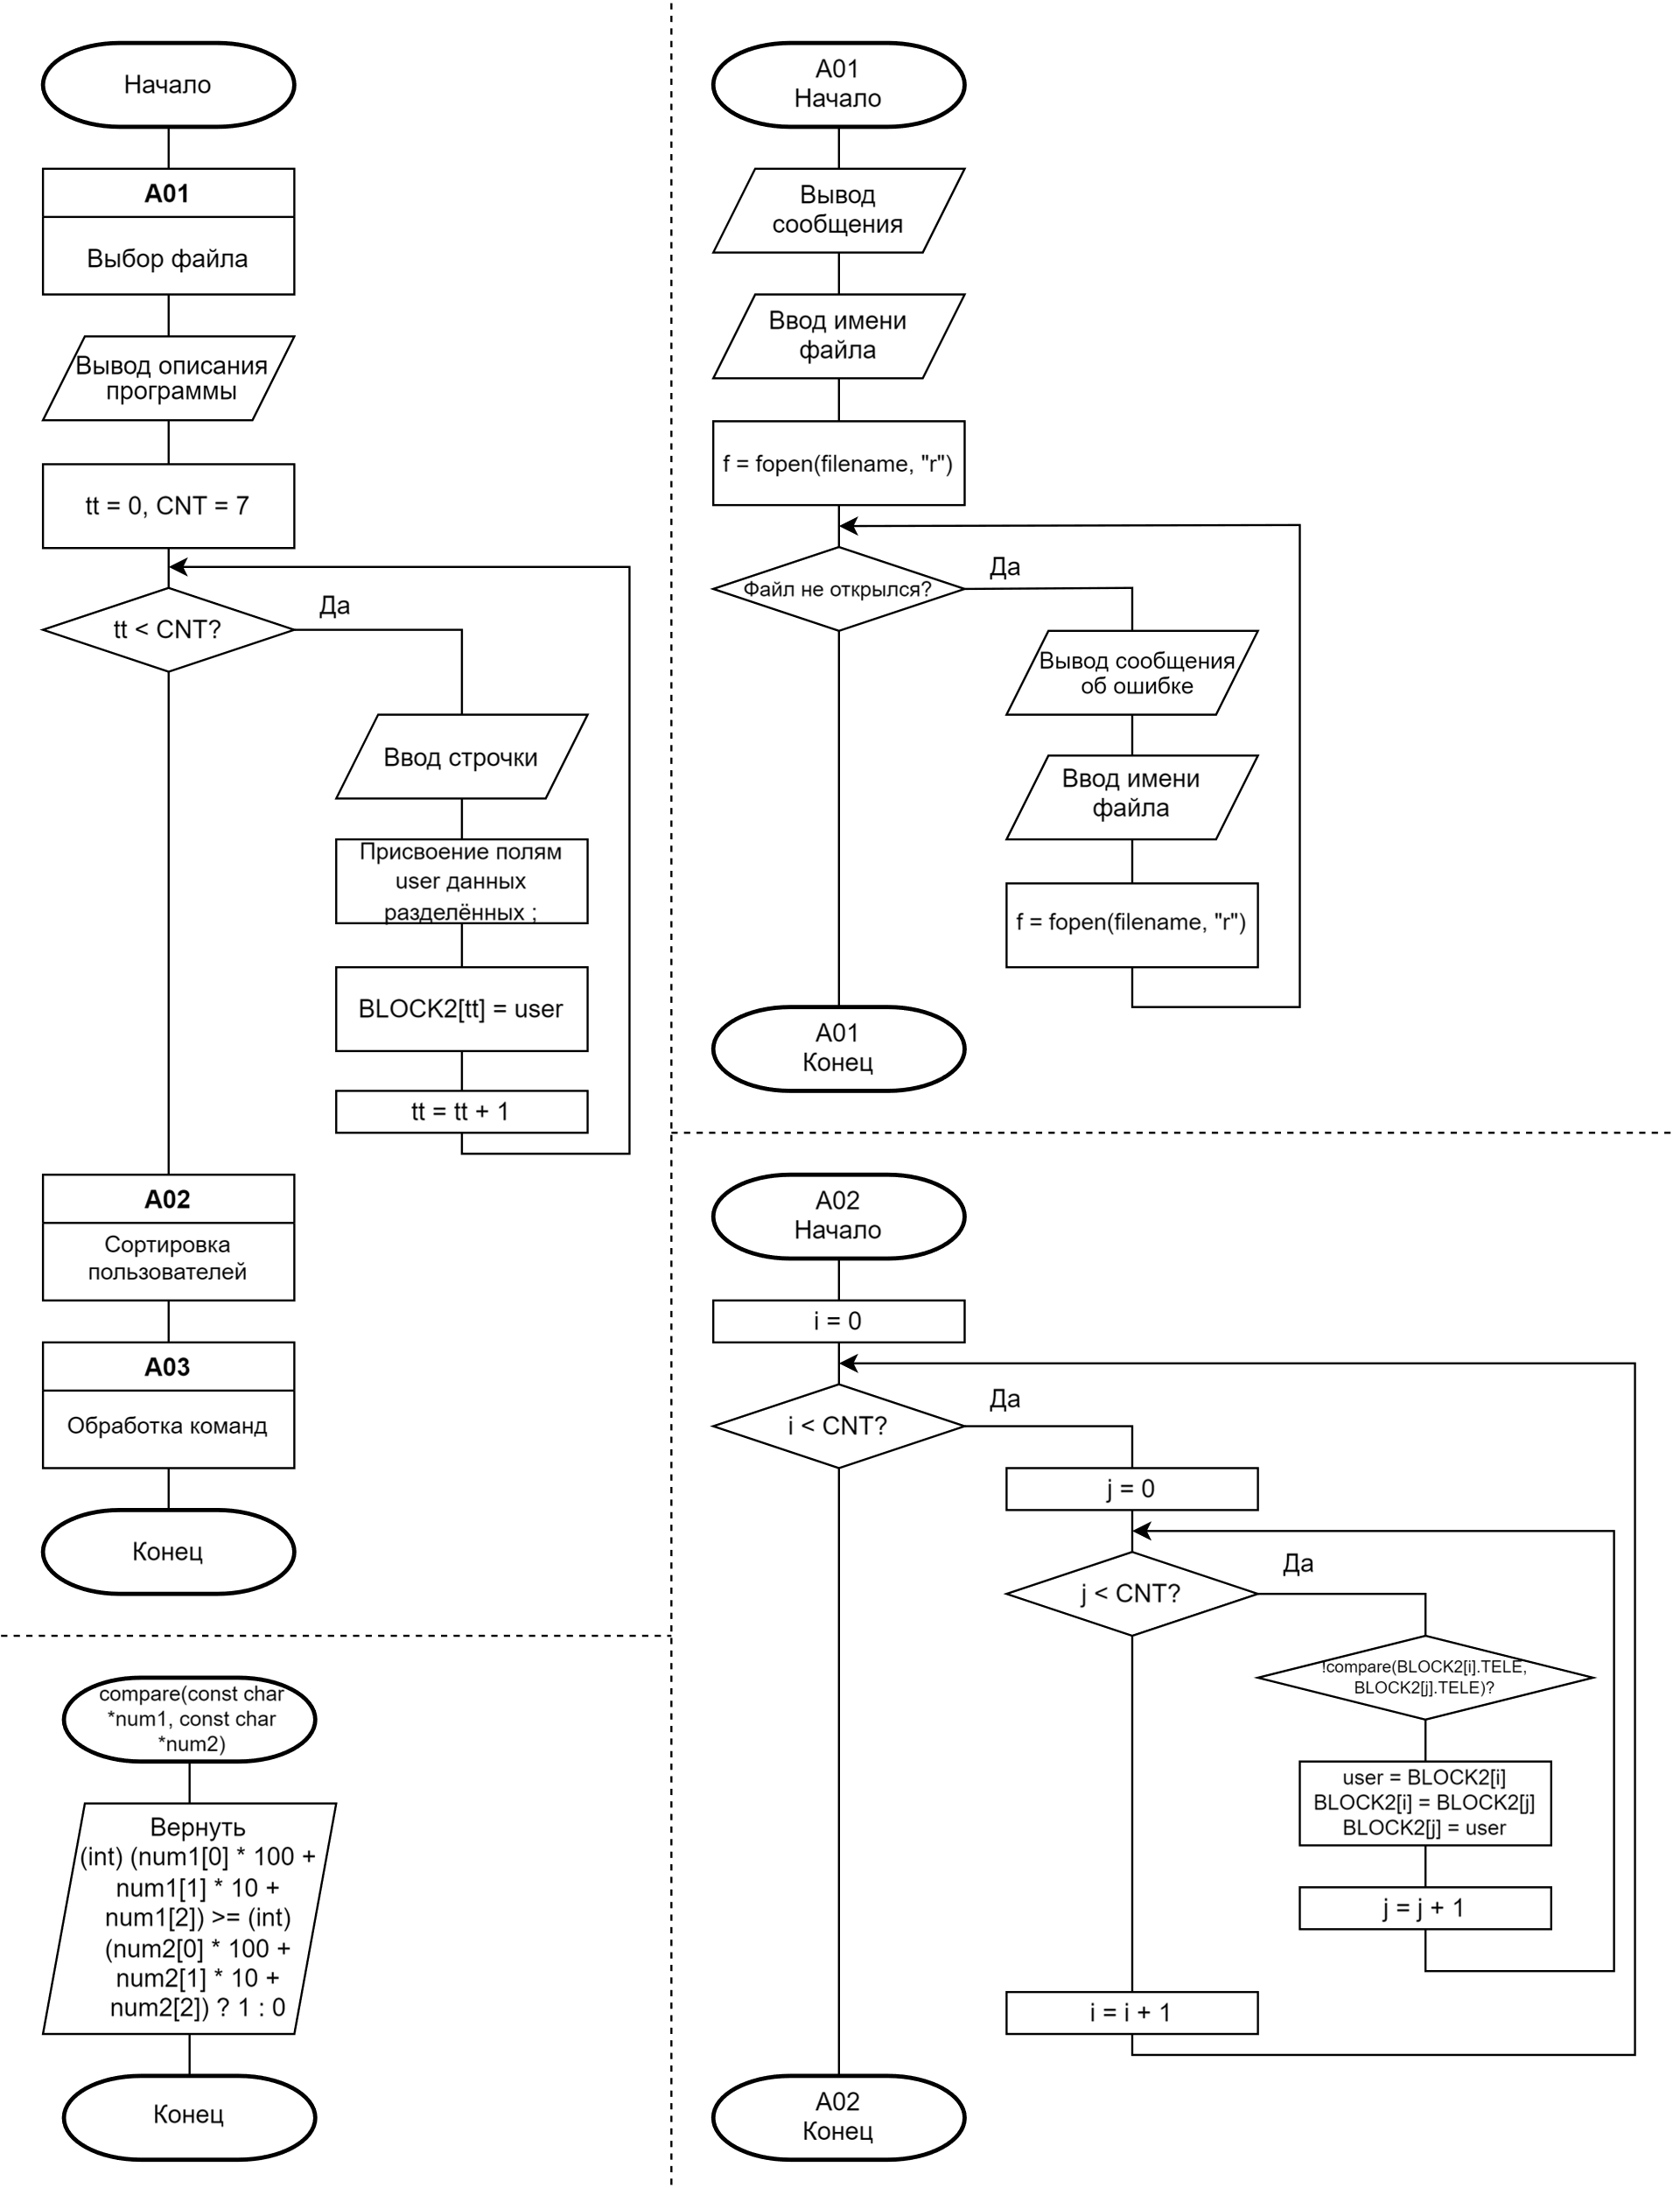 Начало
A01
Выбор файла
Вывод описания
программы
tt = 0, CNT = 7
tt < CNT?
Да
Ввод строчки
Присвоение полям
user данных
разделённых ;
BLOCK2[tt] = user
tt = tt + 1
A02
Сортировка
пользователей
A03
Обработка команд
Конец
compare(const char
*num1, const char
*num2)
Вернуть
(int) (num1[0] * 100 +
num1[1] * 10 +
num1[2]) >= (int)
(num2[0] * 100 +
num2[1] * 10 +
num2[2]) ? 1 : 0
Конец
A01
Начало
Вывод
сообщения
Ввод имени
файла
f = fopen(filename, "r")
Файл не открылся?
Да
Вывод сообщения
об ошибке
Ввод имени
файла
f = fopen(filename, "r")
A01
Конец
A02
Начало
i = 0
i < CNT?
Да
j = 0
j < CNT?
Да
!compare(BLOCK2[i].TELE,
BLOCK2[j].TELE)?
user = BLOCK2[i]
BLOCK2[i] = BLOCK2[j]
BLOCK2[j] = user
j = j + 1
i = i + 1
A02
Конец